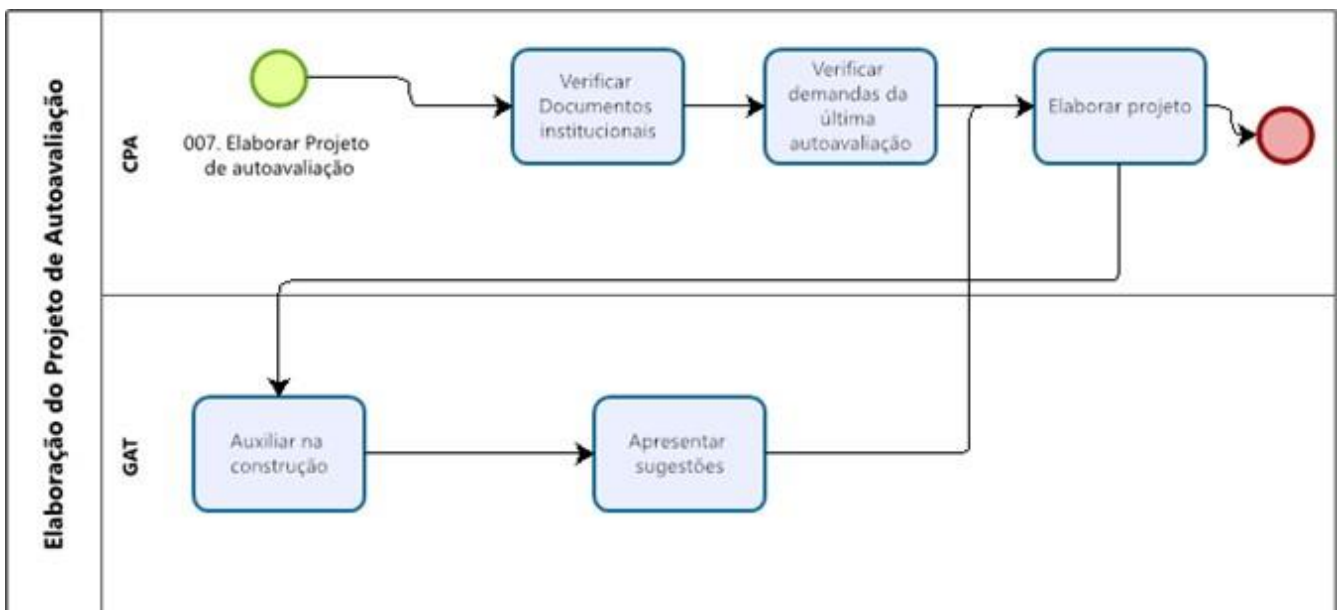 Elaboração do Projeto de Autoavaliação
CPA
007. Elaborar Projeto
de autoavaliação
Verificar
Documentos
institucionais
Verificar
demandas da
última
autoavaliação
Elaborar projeto
GAT
Auxiliar na
construção
Apresentar
sugestões